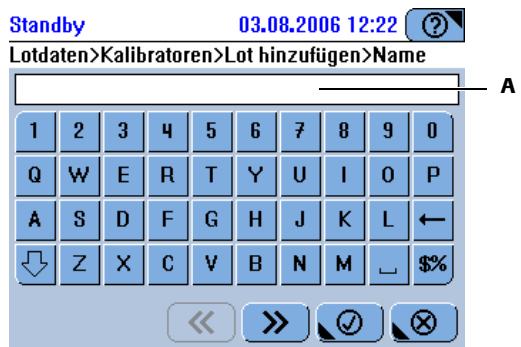 Standby 03.08.2006 12:22 ?
Lotdaten>Kalibratoren>Lot hinzufügen>Name
A
1 2 3 4 5 6 7 8 9 0
Q W E R T Y U I O P
A S D F G H J K L ←
Z X C V B N M $%